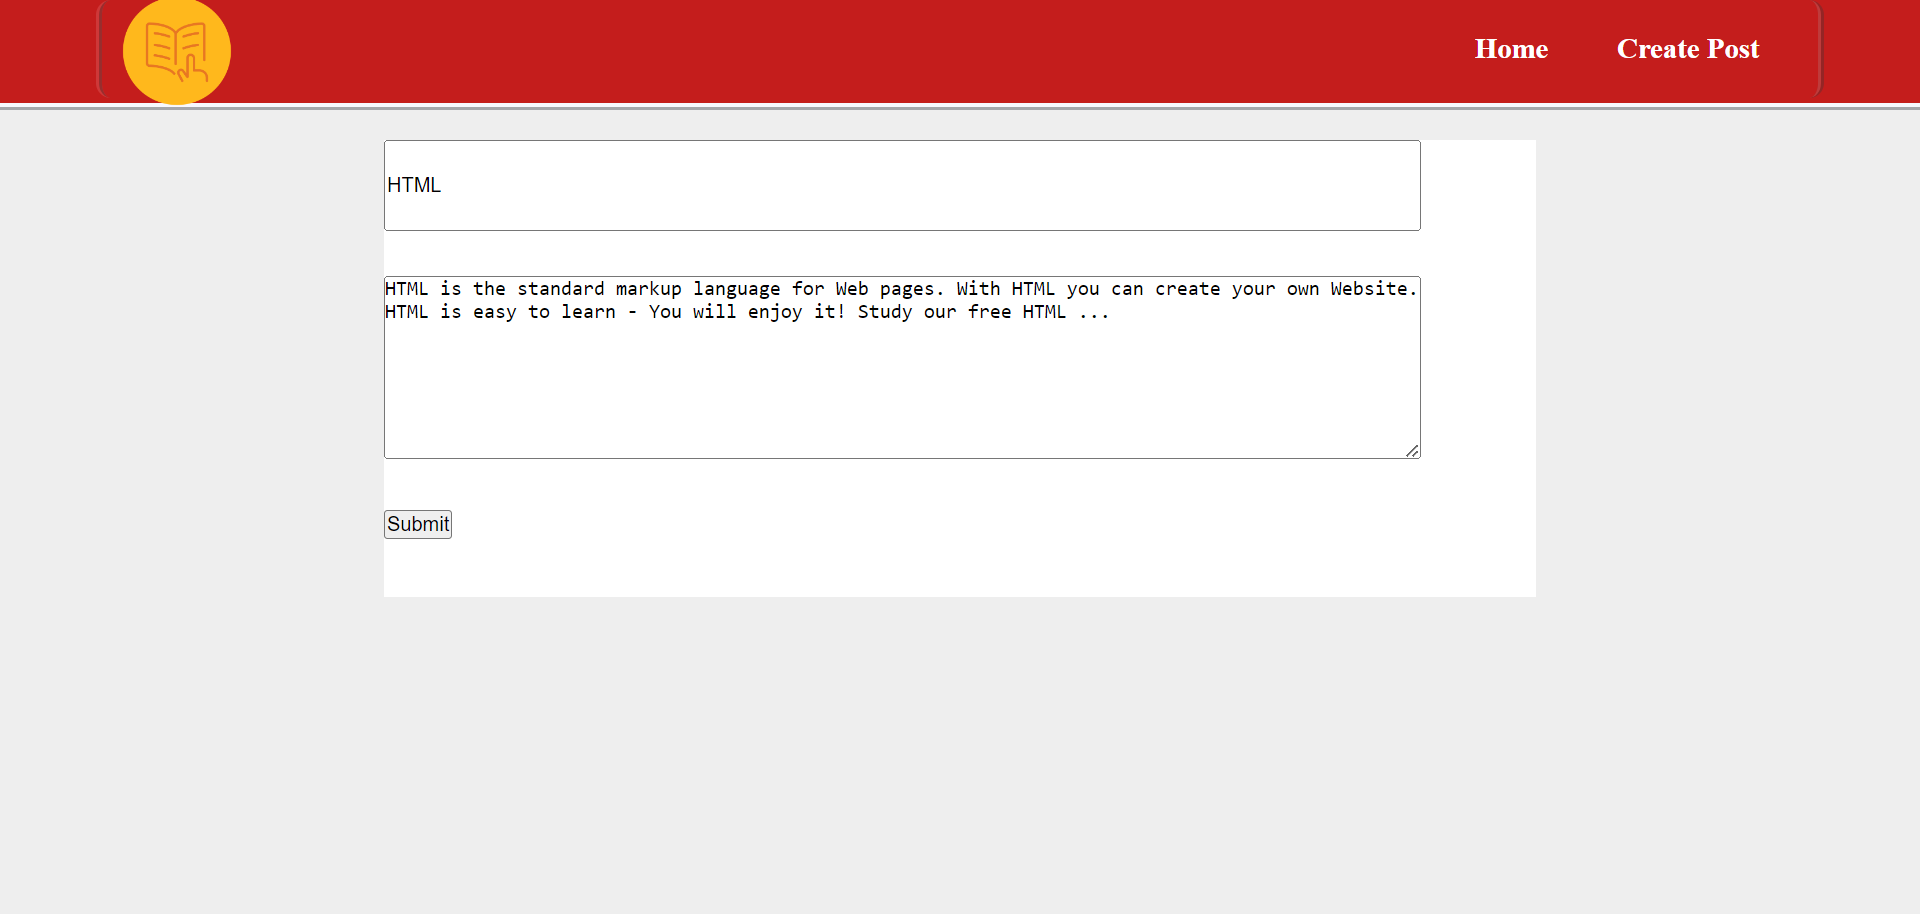 Home Create Post
HTML
HTML is the standard markup language for Web pages. With HTML you can create your own Website.
HTML is easy to learn - You will enjoy it! Study our free HTML ...
Submit